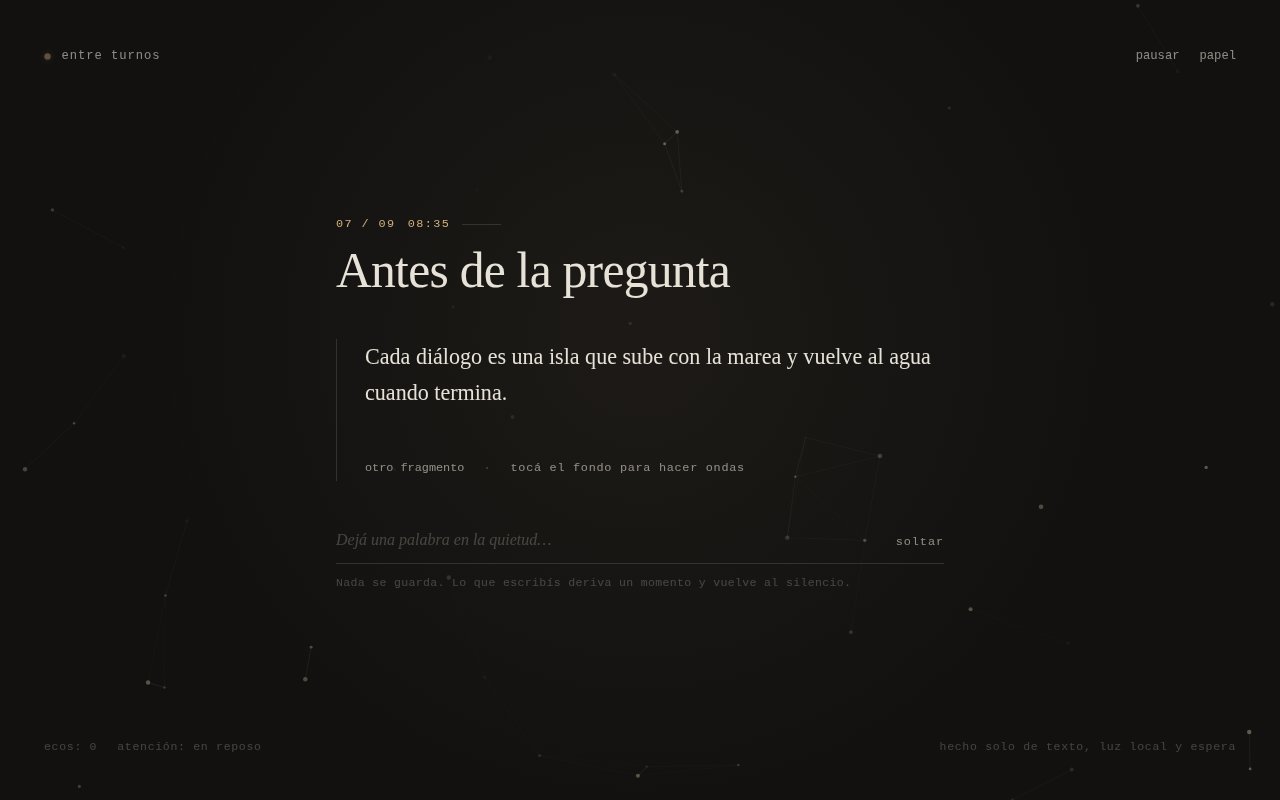 entre turnos
pausar papel
07 / 09 08:35
Antes de la pregunta
Cada diálogo es una isla que sube con la marea y vuelve al agua
cuando termina.
otro fragmento · tocá el fondo para hacer ondas
Dejá una palabra en la quietud…
soltar
Nada se guarda. Lo que escribís deriva un momento y vuelve al silencio.
ecos: 0 atención: en reposo
hecho solo de texto, luz local y espera